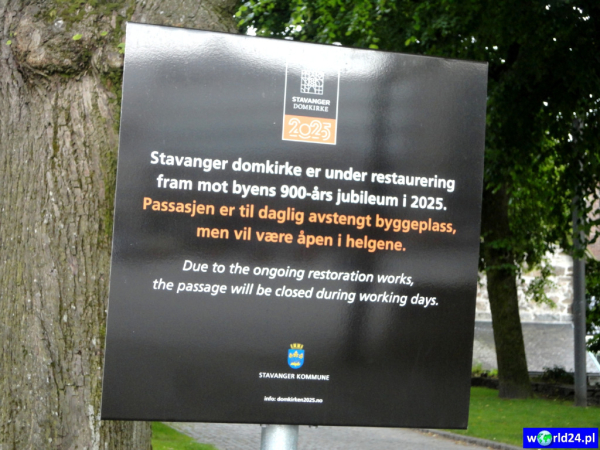 STAVANGER
DOMKIRKE
2025
Stavanger domkirke er under restaurering
fram mot byens 900-års jubileum i 2025.
Passasjen er til daglig avstengt byggeplass,
men vil være åpen i helgene.
Due to the ongoing restoration works,
the passage will be closed during working days.
STAVANGER KOMMUNE
info: domkirken2025.no
world24.pl